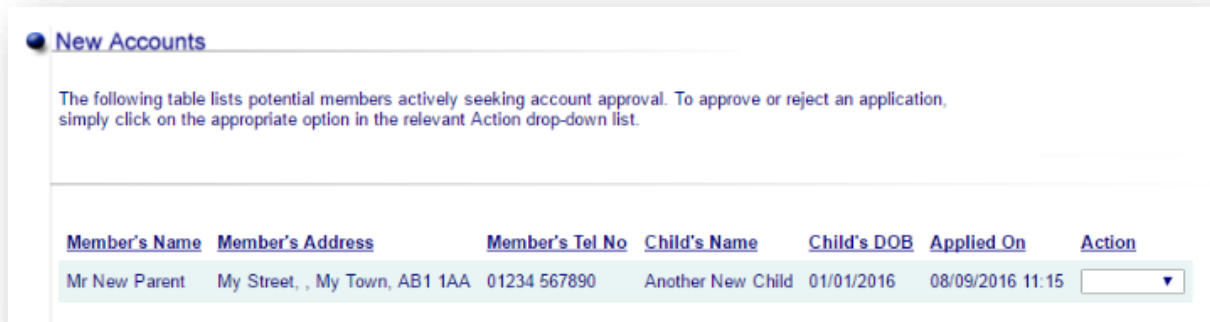 New Accounts
The following table lists potential members actively seeking account approval. To approve or reject an application,
simply click on the appropriate option in the relevant Action drop-down list.
Member's Name Member's Address Member's Tel No Child's Name Child's DOB Applied On Action
Mr New Parent My Street, , My Town, AB1 1AA 01234 567890 Another New Child 01/01/2016 08/09/2016 11:15